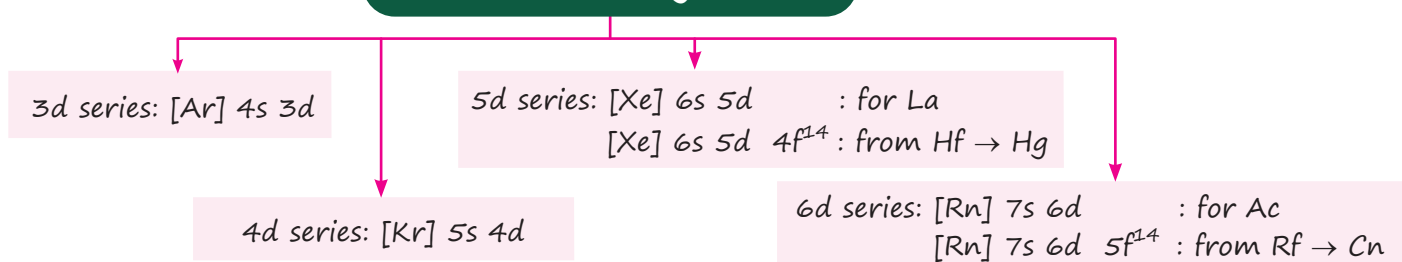 3d series: [Ar] 4s 3d
5d series: [Xe] 6s 5d : for La
[Xe] 6s 5d 4f¹⁴ : from Hf → Hg
4d series: [Kr] 5s 4d
6d series: [Rn] 7s 6d : for Ac
[Rn] 7s 6d 5f¹⁴ : from Rf → Cn